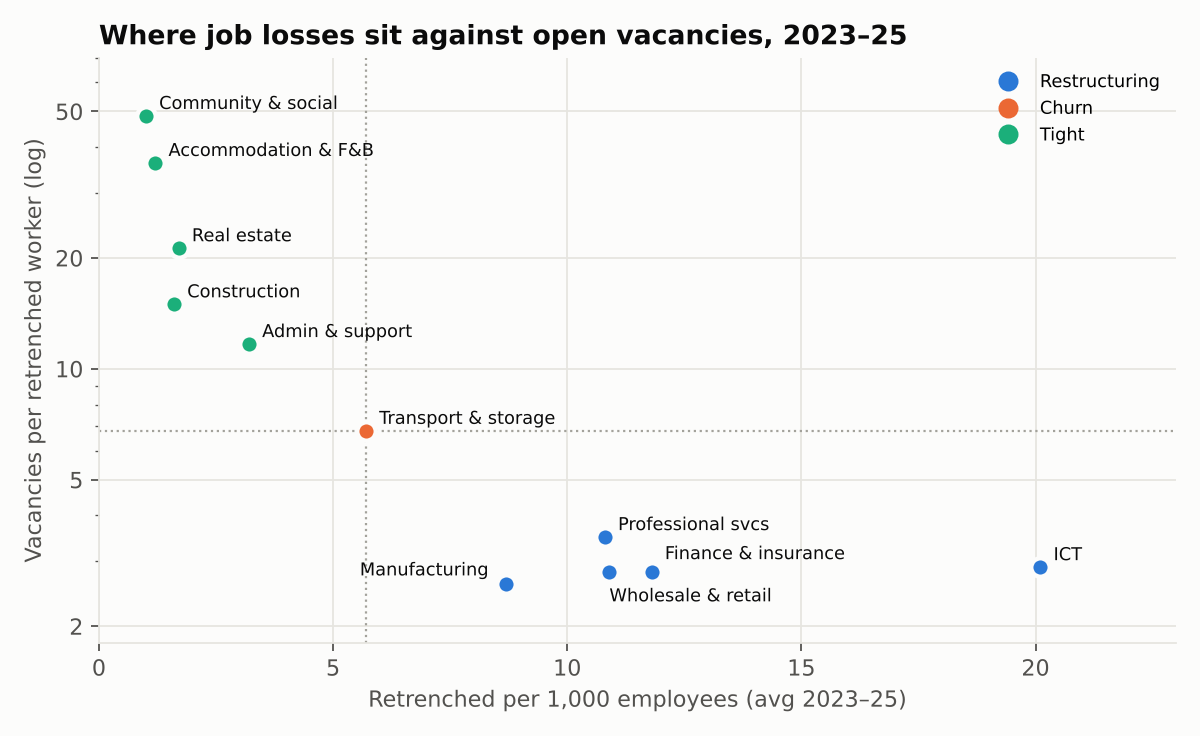 Where job losses sit against open vacancies, 2023–25
Restructuring
Churn
Tight
Vacancies per retrenched worker (log)
50
20
10
5
2
Community & social
Accommodation & F&B
Real estate
Construction
Admin & support
Transport & storage
Professional svcs
Finance & insurance
ICT
Manufacturing
Wholesale & retail
0
5
10
15
20
Retrenched per 1,000 employees (avg 2023–25)